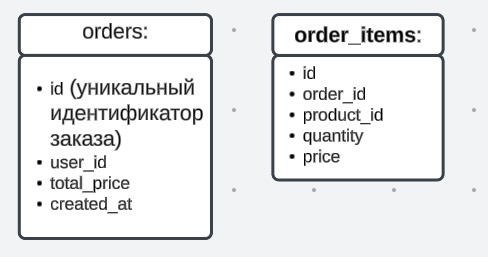 orders:
• id (уникальный
идентификатор
заказа)
• user_id
• total_price
• created_at
order_items:
• id
• order_id
• product_id
• quantity
• price